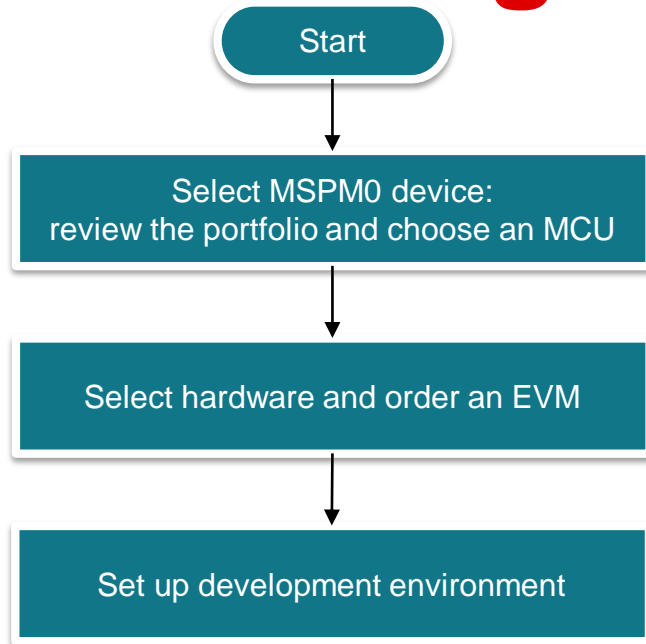 Start
Select MSPM0 device:
review the portfolio and choose an MCU
Select hardware and order an EVM
Set up development environment